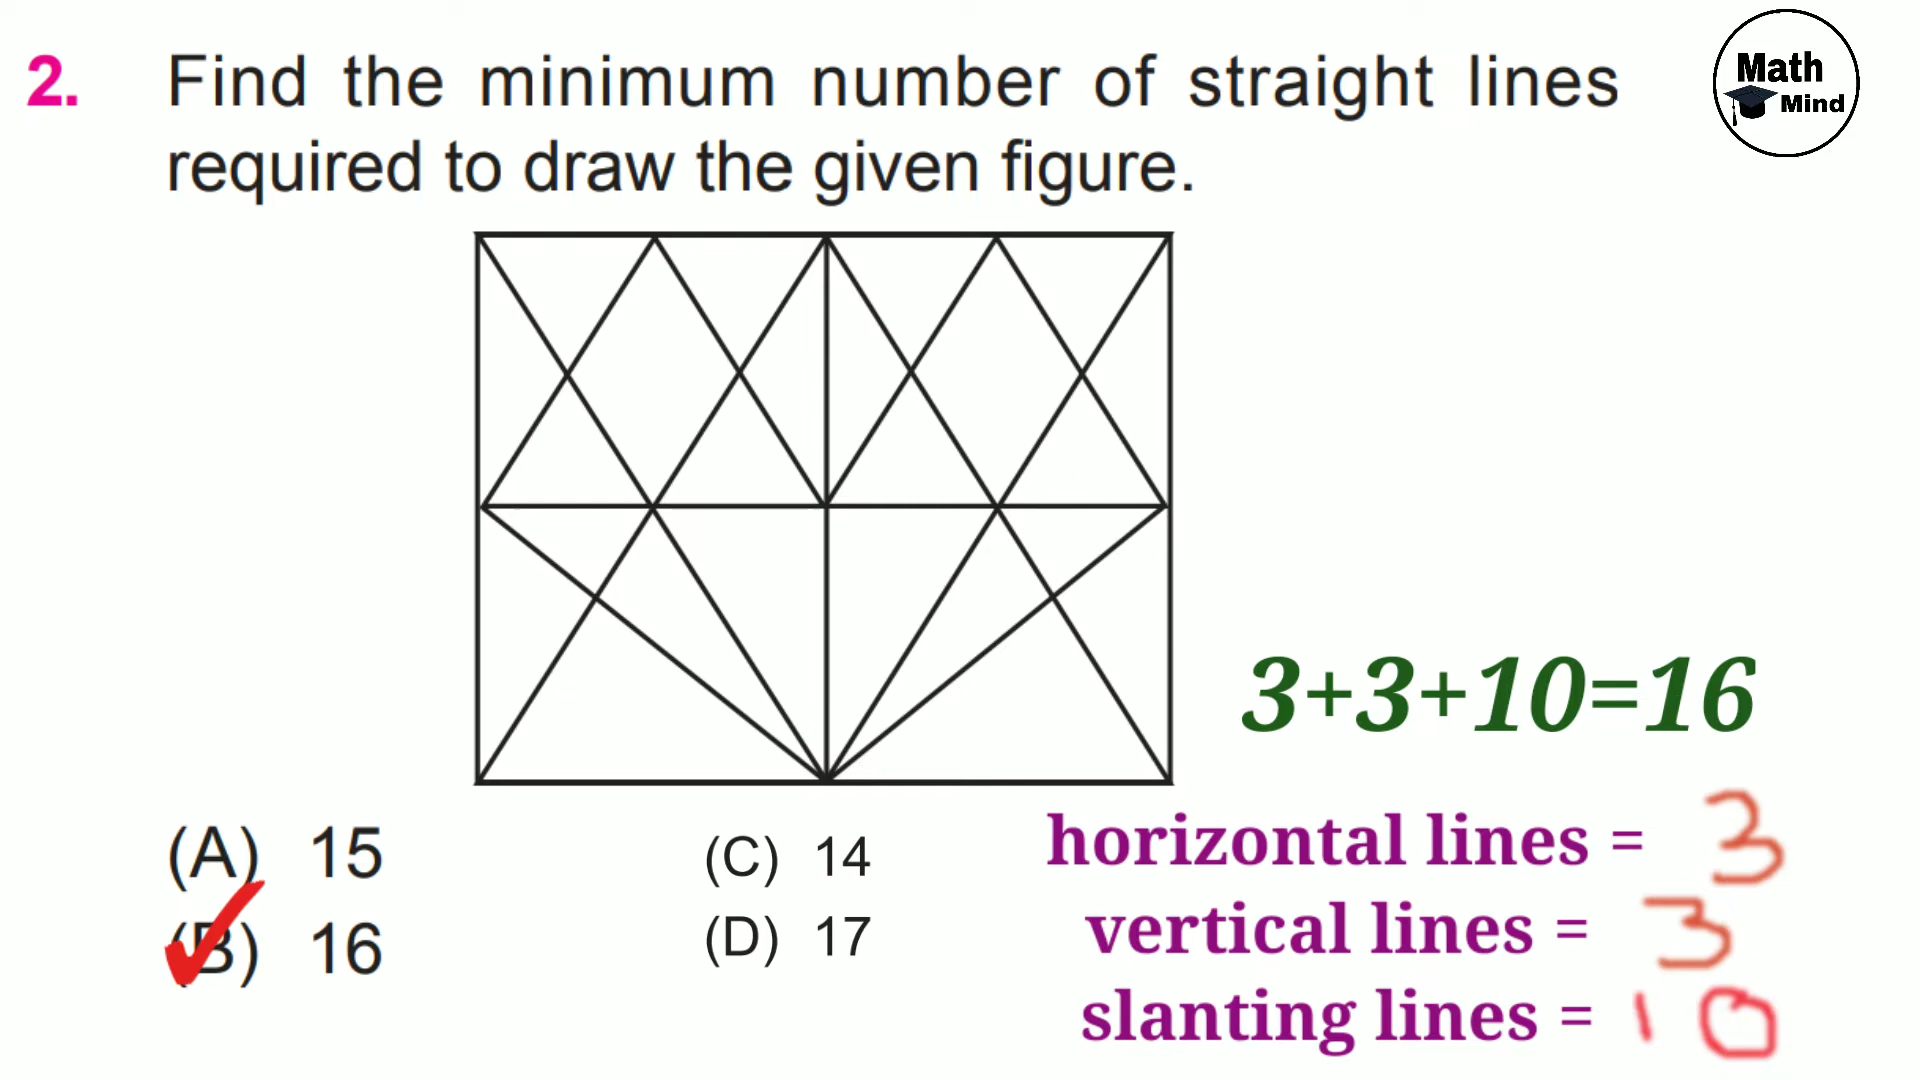 2. Find the minimum number of straight lines
required to draw the given figure.
Math
Mind
3+3+10=16
(A) 15
(B) 16
(C) 14
(D) 17
horizontal lines = 3
vertical lines = 3
slanting lines = 10